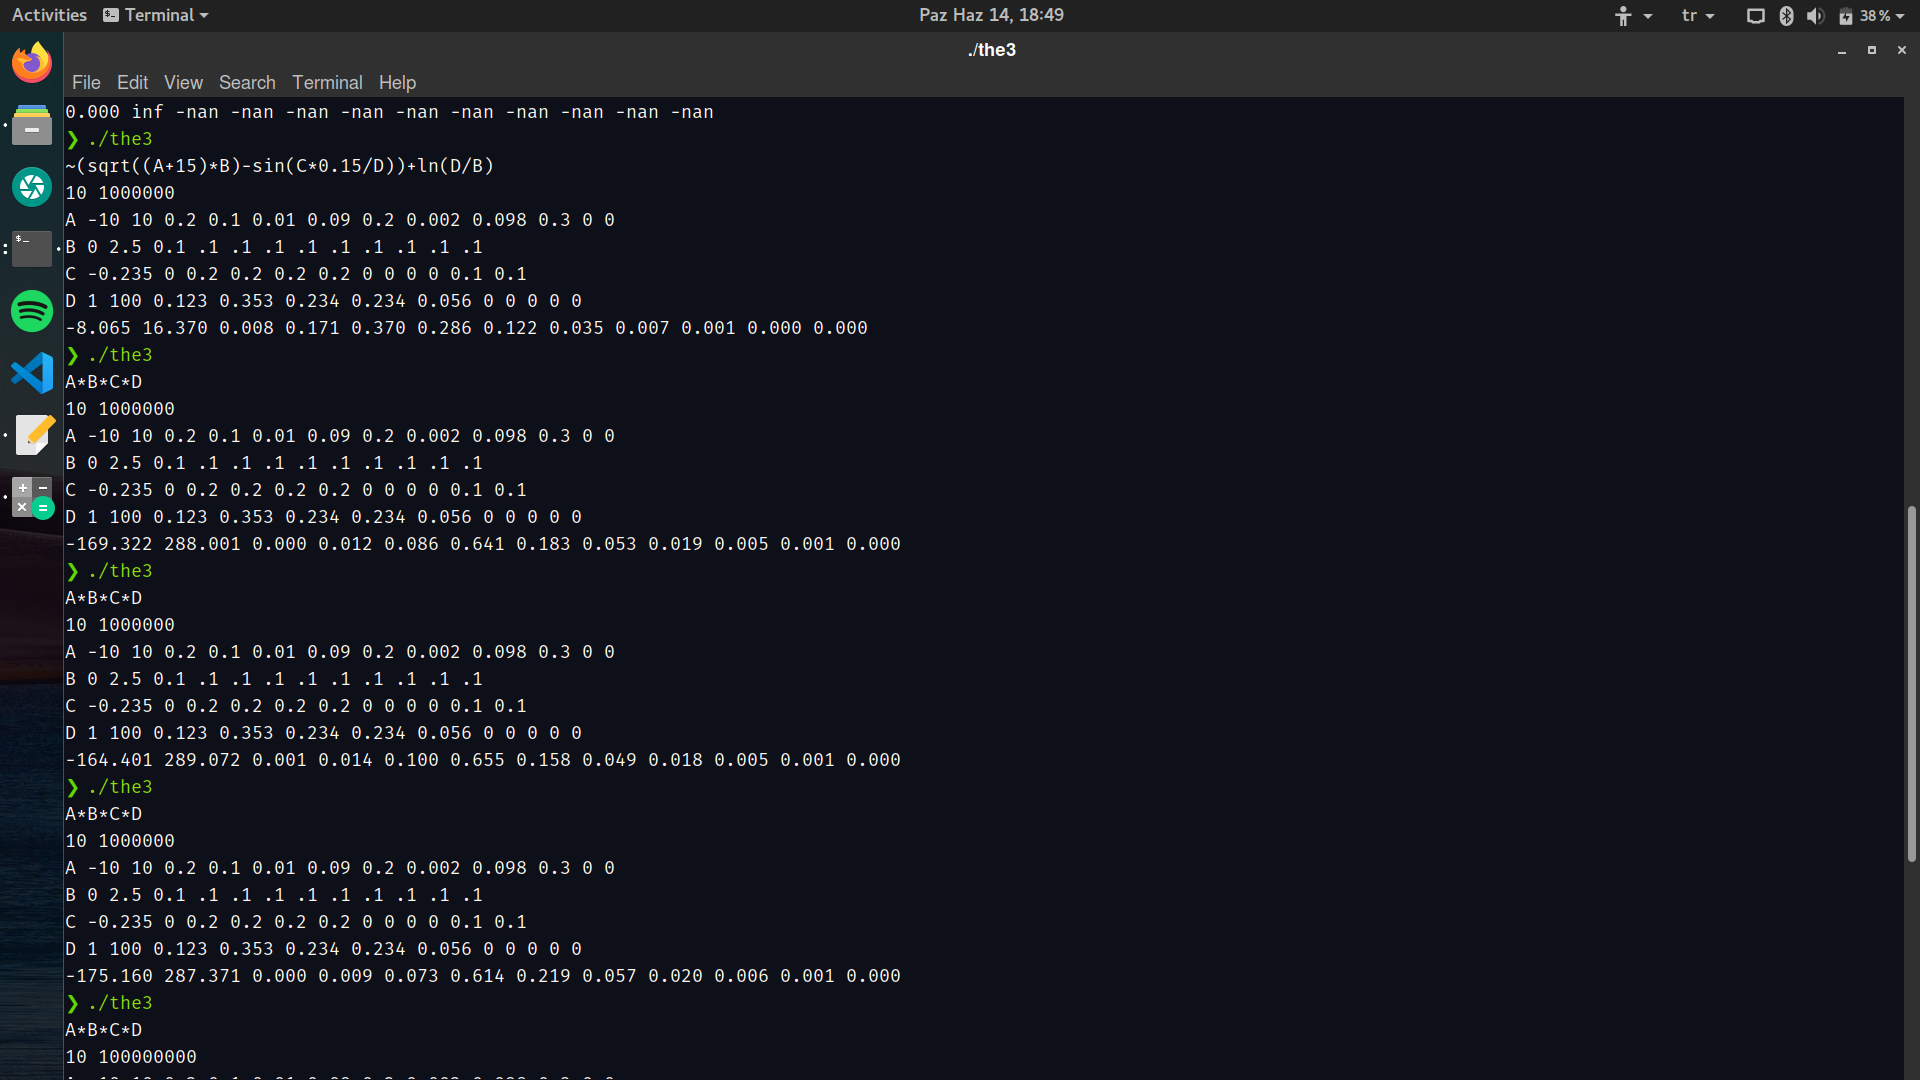 Activities Terminal Paz Haz 14, 18:49 tr 38 %
./the3
File Edit View Search Terminal Help
0.000 inf -nan -nan -nan -nan -nan -nan -nan -nan -nan -nan
❯ ./the3
~(sqrt((A+15)*B)-sin(C*0.15/D))+ln(D/B)
10 1000000
A -10 10 0.2 0.1 0.01 0.09 0.2 0.002 0.098 0.3 0 0
B 0 2.5 0.1 .1 .1 .1 .1 .1 .1 .1 .1 .1
C -0.235 0 0.2 0.2 0.2 0.2 0 0 0 0 0.1 0.1
D 1 100 0.123 0.353 0.234 0.234 0.056 0 0 0 0 0
-8.065 16.370 0.008 0.171 0.370 0.286 0.122 0.035 0.007 0.001 0.000 0.000
❯ ./the3
A*B*C*D
10 1000000
A -10 10 0.2 0.1 0.01 0.09 0.2 0.002 0.098 0.3 0 0
B 0 2.5 0.1 .1 .1 .1 .1 .1 .1 .1 .1 .1
C -0.235 0 0.2 0.2 0.2 0.2 0 0 0 0 0.1 0.1
D 1 100 0.123 0.353 0.234 0.234 0.056 0 0 0 0 0
-169.322 288.001 0.000 0.012 0.086 0.641 0.183 0.053 0.019 0.005 0.001 0.000
❯ ./the3
A*B*C*D
10 1000000
A -10 10 0.2 0.1 0.01 0.09 0.2 0.002 0.098 0.3 0 0
B 0 2.5 0.1 .1 .1 .1 .1 .1 .1 .1 .1 .1
C -0.235 0 0.2 0.2 0.2 0.2 0 0 0 0 0.1 0.1
D 1 100 0.123 0.353 0.234 0.234 0.056 0 0 0 0 0
-164.401 289.072 0.001 0.014 0.100 0.655 0.158 0.049 0.018 0.005 0.001 0.000
❯ ./the3
A*B*C*D
10 1000000
A -10 10 0.2 0.1 0.01 0.09 0.2 0.002 0.098 0.3 0 0
B 0 2.5 0.1 .1 .1 .1 .1 .1 .1 .1 .1 .1
C -0.235 0 0.2 0.2 0.2 0.2 0 0 0 0 0.1 0.1
D 1 100 0.123 0.353 0.234 0.234 0.056 0 0 0 0 0
-175.160 287.371 0.000 0.009 0.073 0.614 0.219 0.057 0.020 0.006 0.001 0.000
❯ ./the3
A*B*C*D
10 100000000